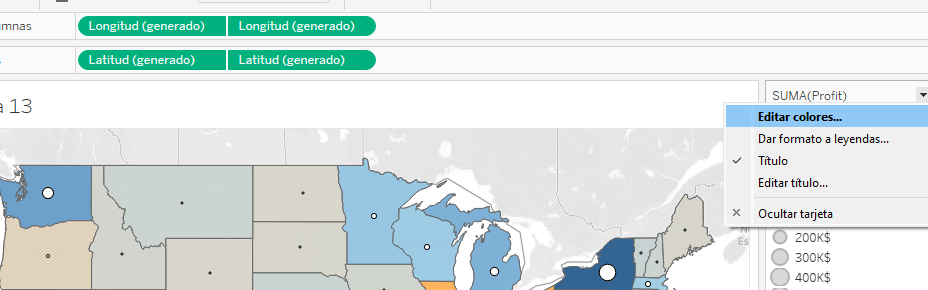 umnas Longitud (generado) Longitud (generado)
Latitud (generado) Latitud (generado)
a 13
SUMA(Profit)
Editar colores...
Dar formato a leyendas...
Título
Editar título...
Ocultar tarjeta
200K$
300K$
400K$